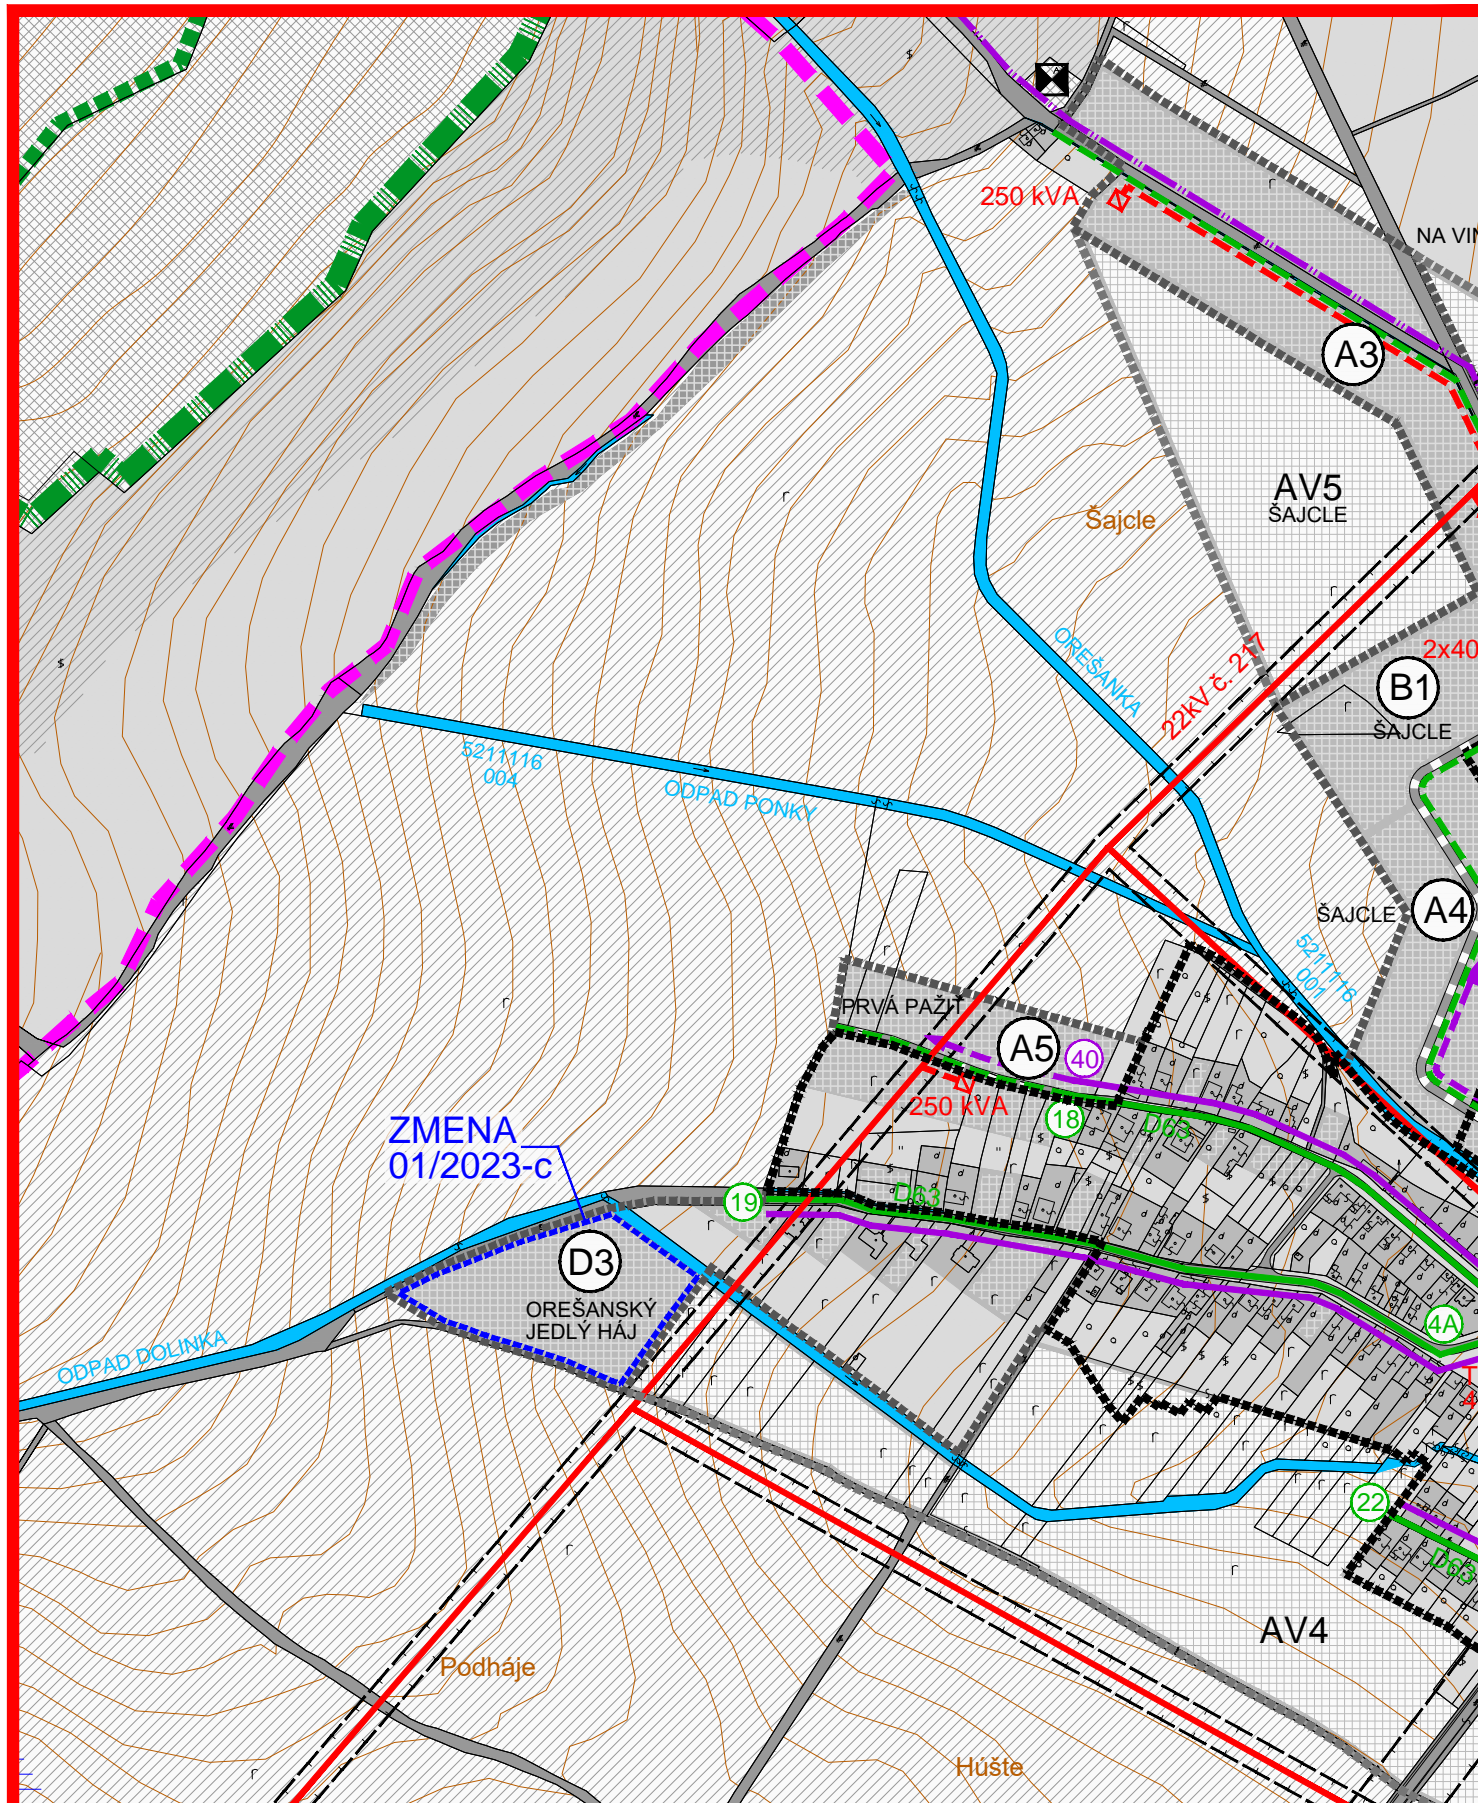 250 kVA
NA VIN
A3
AV5
ŠAJCLE
Šajcle
OREŠANKA
22kV č. 217
2x40
B1
ŠAJCLE
5211116
004
ODPAD PONKY
ŠAJCLE
A4
5211116
001
PRVÁ PAŽIŤ
A5
40
250 kVA
18
D63
ZMENA
01/2023-c
19
D63
D3
OREŠANSKÝ
JEDLÝ HÁJ
ODPAD DOLINKA
4A
T
4
22
D63
AV4
Podháje
Húšte